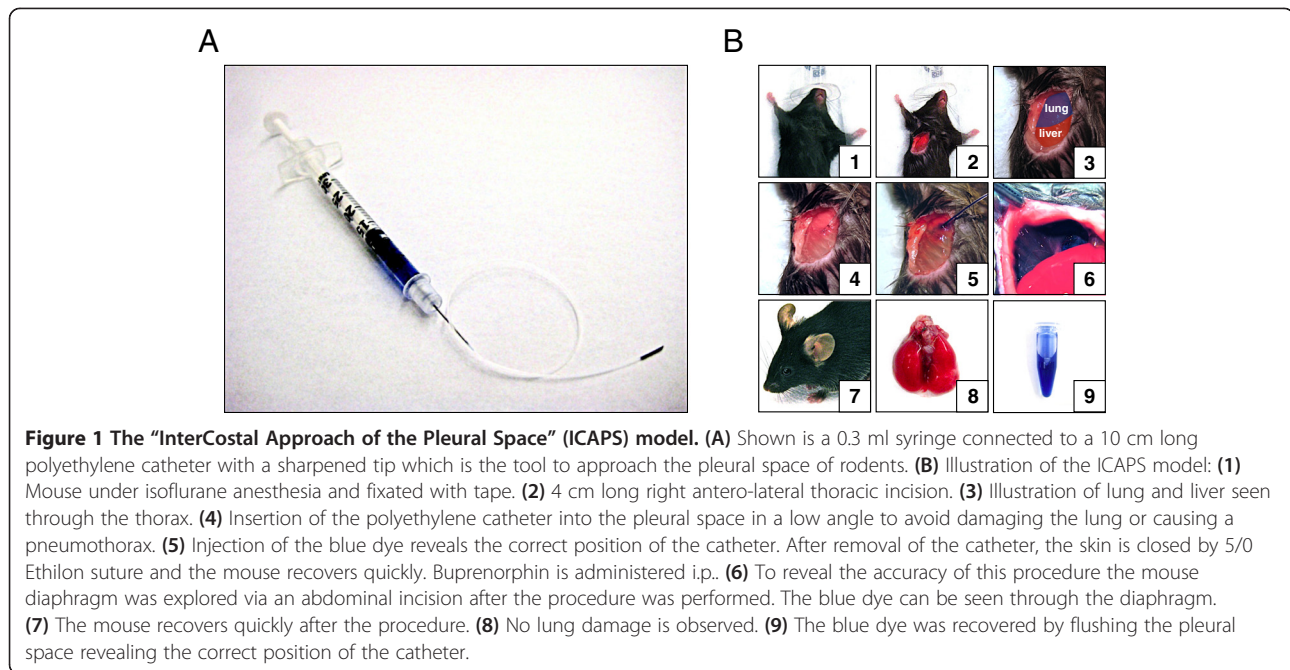 A
B
1
2
lung
liver
3
4
5
6
7
8
9
Figure 1 The “InterCostal Approach of the Pleural Space” (ICAPS) model. (A) Shown is a 0.3 ml syringe connected to a 10 cm long
polyethylene catheter with a sharpened tip which is the tool to approach the pleural space of rodents. (B) Illustration of the ICAPS model: (1)
Mouse under isoflurane anesthesia and fixated with tape. (2) 4 cm long right antero-lateral thoracic incision. (3) Illustration of lung and liver seen
through the thorax. (4) Insertion of the polyethylene catheter into the pleural space in a low angle to avoid damaging the lung or causing a
pneumothorax. (5) Injection of the blue dye reveals the correct position of the catheter. After removal of the catheter, the skin is closed by 5/0
Ethilon suture and the mouse recovers quickly. Buprenorphin is administered i.p.. (6) To reveal the accuracy of this procedure the mouse
diaphragm was explored via an abdominal incision after the procedure was performed. The blue dye can be seen through the diaphragm.
(7) The mouse recovers quickly after the procedure. (8) No lung damage is observed. (9) The blue dye was recovered by flushing the pleural
space revealing the correct position of the catheter.